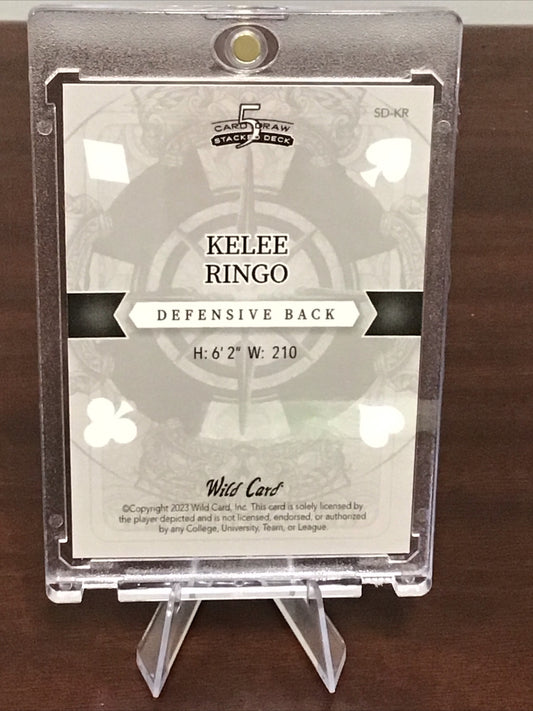 5
CARD DRAW
STACKED DECK
SD-KR
KELEE
RINGO
DEFENSIVE BACK
H: 6' 2" W: 210
Wild Card
©Copyright 2023 Wild Card, Inc. This card is solely licensed by
the player depicted and is not licensed, endorsed, or authorized
by any College, University, Team, or League.